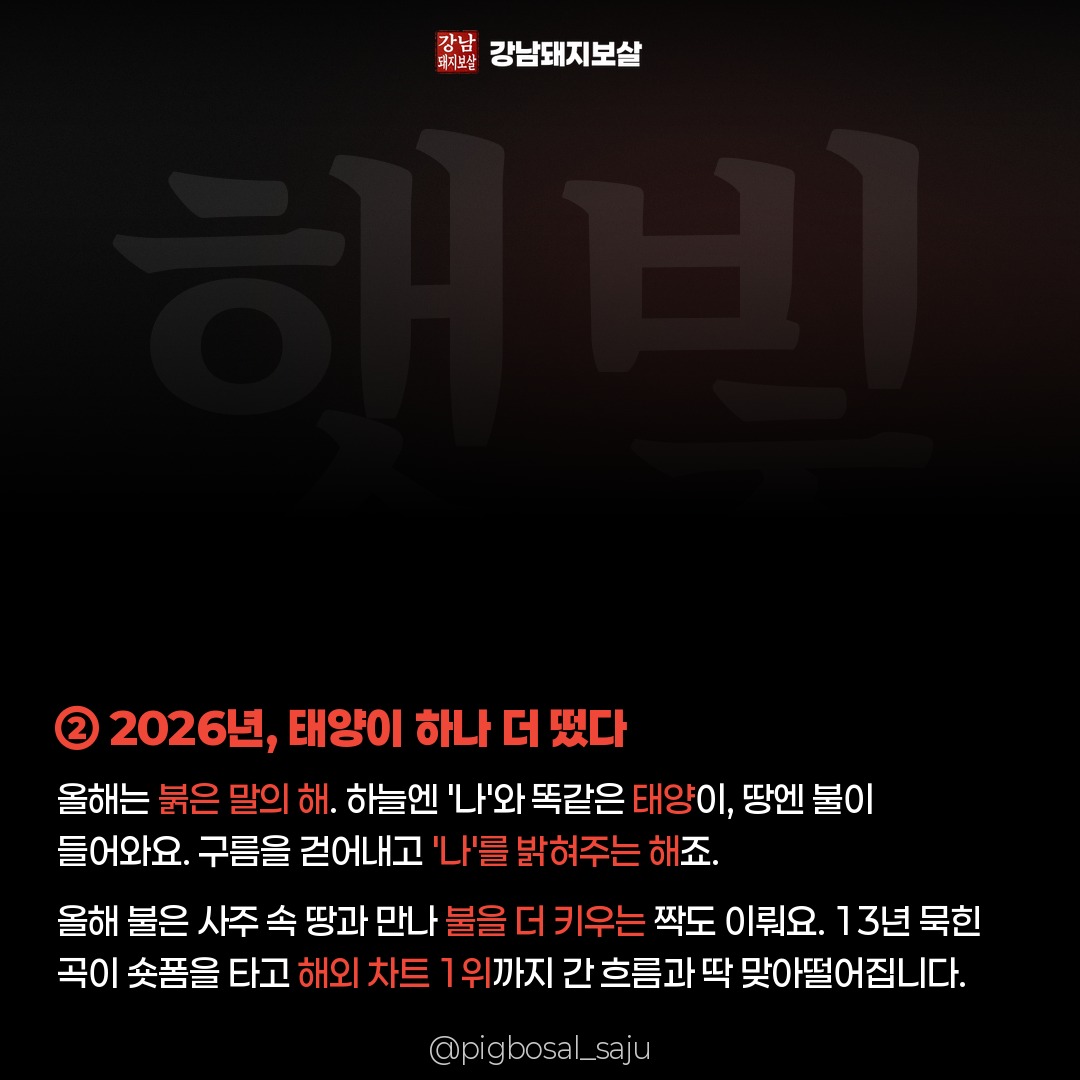 강남
돼지보살
강남돼지보살
햇빛
② 2026년, 태양이 하나 더 떴다
올해는 붉은 말의 해. 하늘엔 '나'와 똑같은 태양이, 땅엔 불이
들어와요. 구름을 걷어내고 '나'를 밝혀주는 해죠.
올해 불은 사주 속 땅과 만나 불을 더 키우는 짝도 이뤄요. 13년 묵힌
곡이 숏폼을 타고 해외 차트 1위까지 간 흐름과 딱 맞아떨어집니다.
@pigbosal_saju